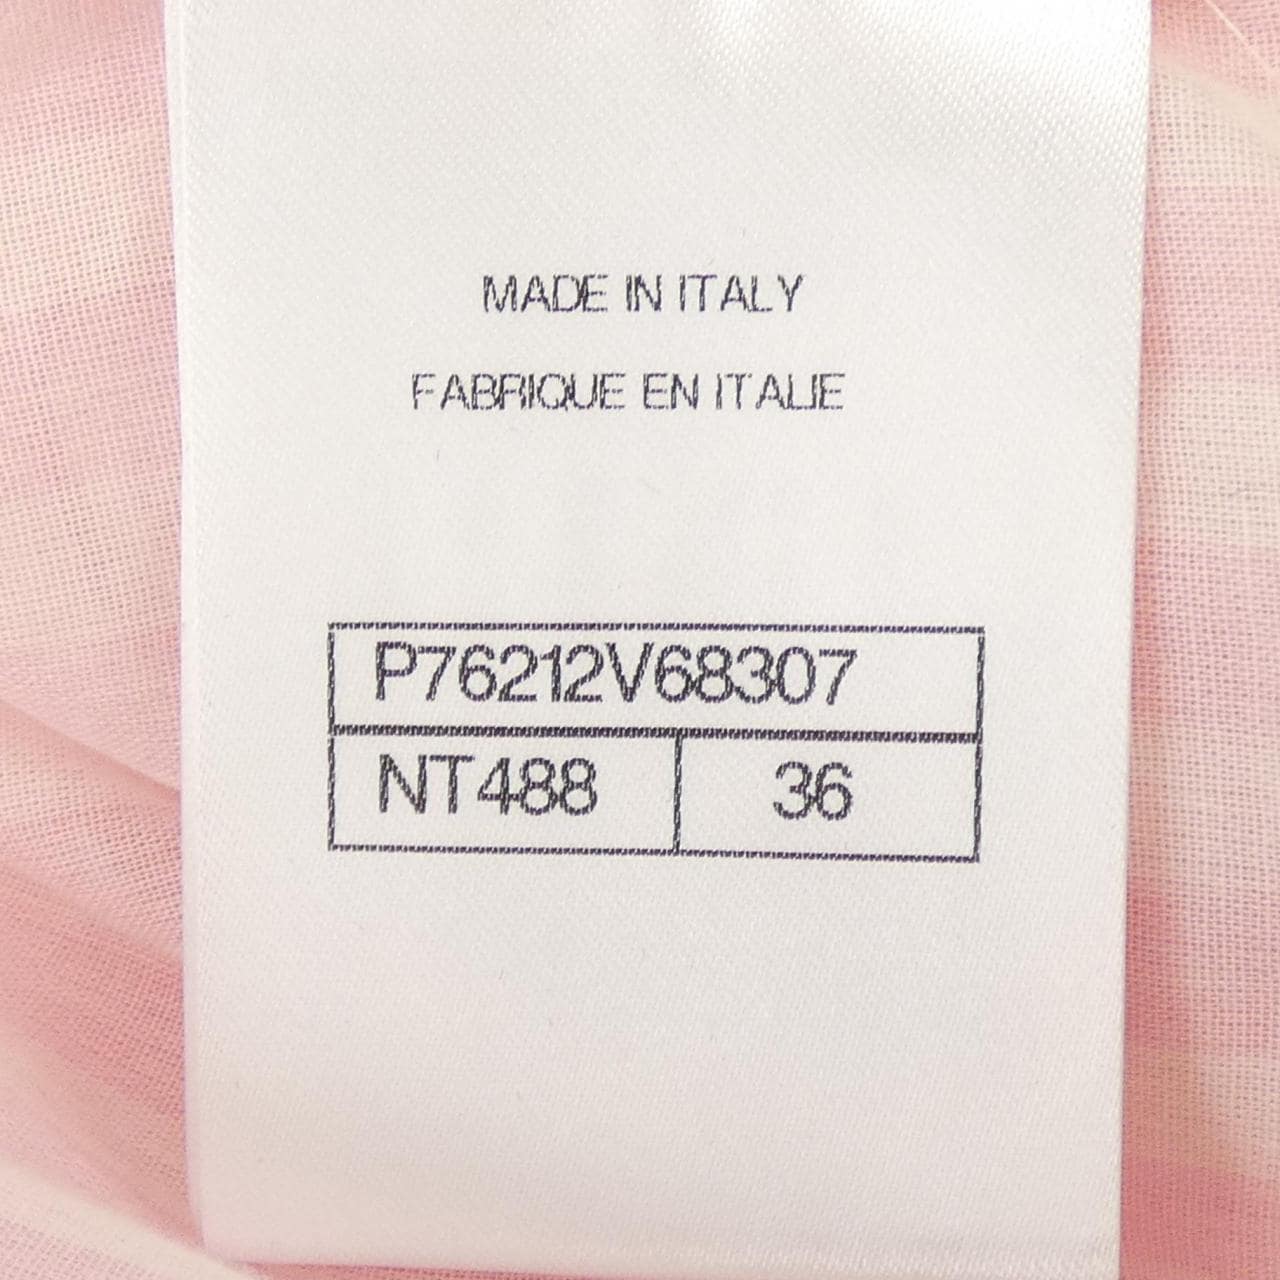 MADE IN ITALY
FABRIQUE EN ITALIE
P76212V68307
NT488 36